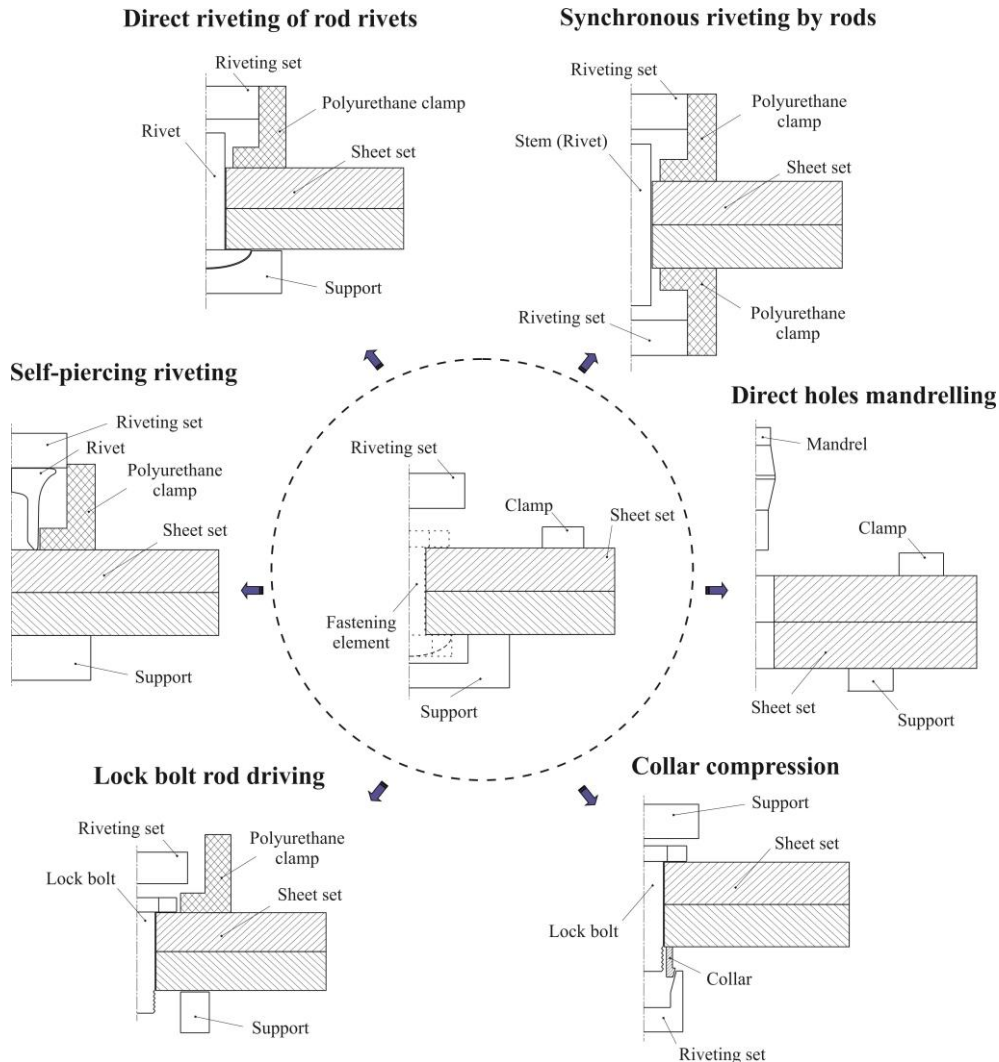 Direct riveting of rod rivets
Riveting set
Polyurethane clamp
Rivet
Sheet set
Support
Synchronous riveting by rods
Riveting set
Polyurethane
clamp
Stem (Rivet)
Sheet set
Polyurethane
clamp
Riveting set
Self-piercing riveting
Riveting set
Rivet
Polyurethane
clamp
Sheet set
Support
Riveting set
Clamp
Sheet set
Fastening
element
Support
Direct holes mandrelling
Mandrel
Clamp
Sheet set
Support
Lock bolt rod driving
Riveting set
Polyurethane
clamp
Lock bolt
Sheet set
Support
Collar compression
Support
Sheet set
Lock bolt
Collar
Riveting set